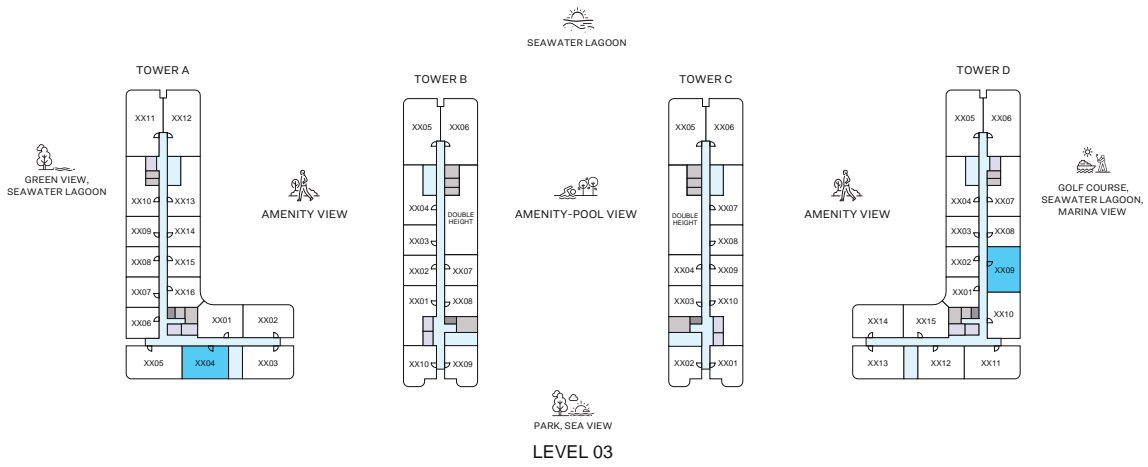 SEAWATER LAGOON
TOWER A
TOWER B
TOWER C
TOWER D
GREEN VIEW,
SEAWATER LAGOON
AMENITY VIEW
AMENITY-POOL VIEW
AMENITY VIEW
GOLF COURSE,
SEAWATER LAGOON,
MARINA VIEW
XX11
XX12
XX10
XX13
XX09
XX14
XX08
XX15
XX07
XX16
XX06
XX01
XX02
XX05
XX04
XX03
XX05
XX06
XX04
DOUBLE
HEIGHT
XX03
XX02
XX07
XX01
XX08
XX10
XX09
XX05
XX06
XX07
DOUBLE
HEIGHT
XX08
XX04
XX09
XX03
XX10
XX02
XX01
XX05
XX06
XX04
XX07
XX03
XX08
XX02
XX09
XX01
XX10
XX14
XX15
XX13
XX12
XX11
PARK, SEA VIEW
LEVEL 03